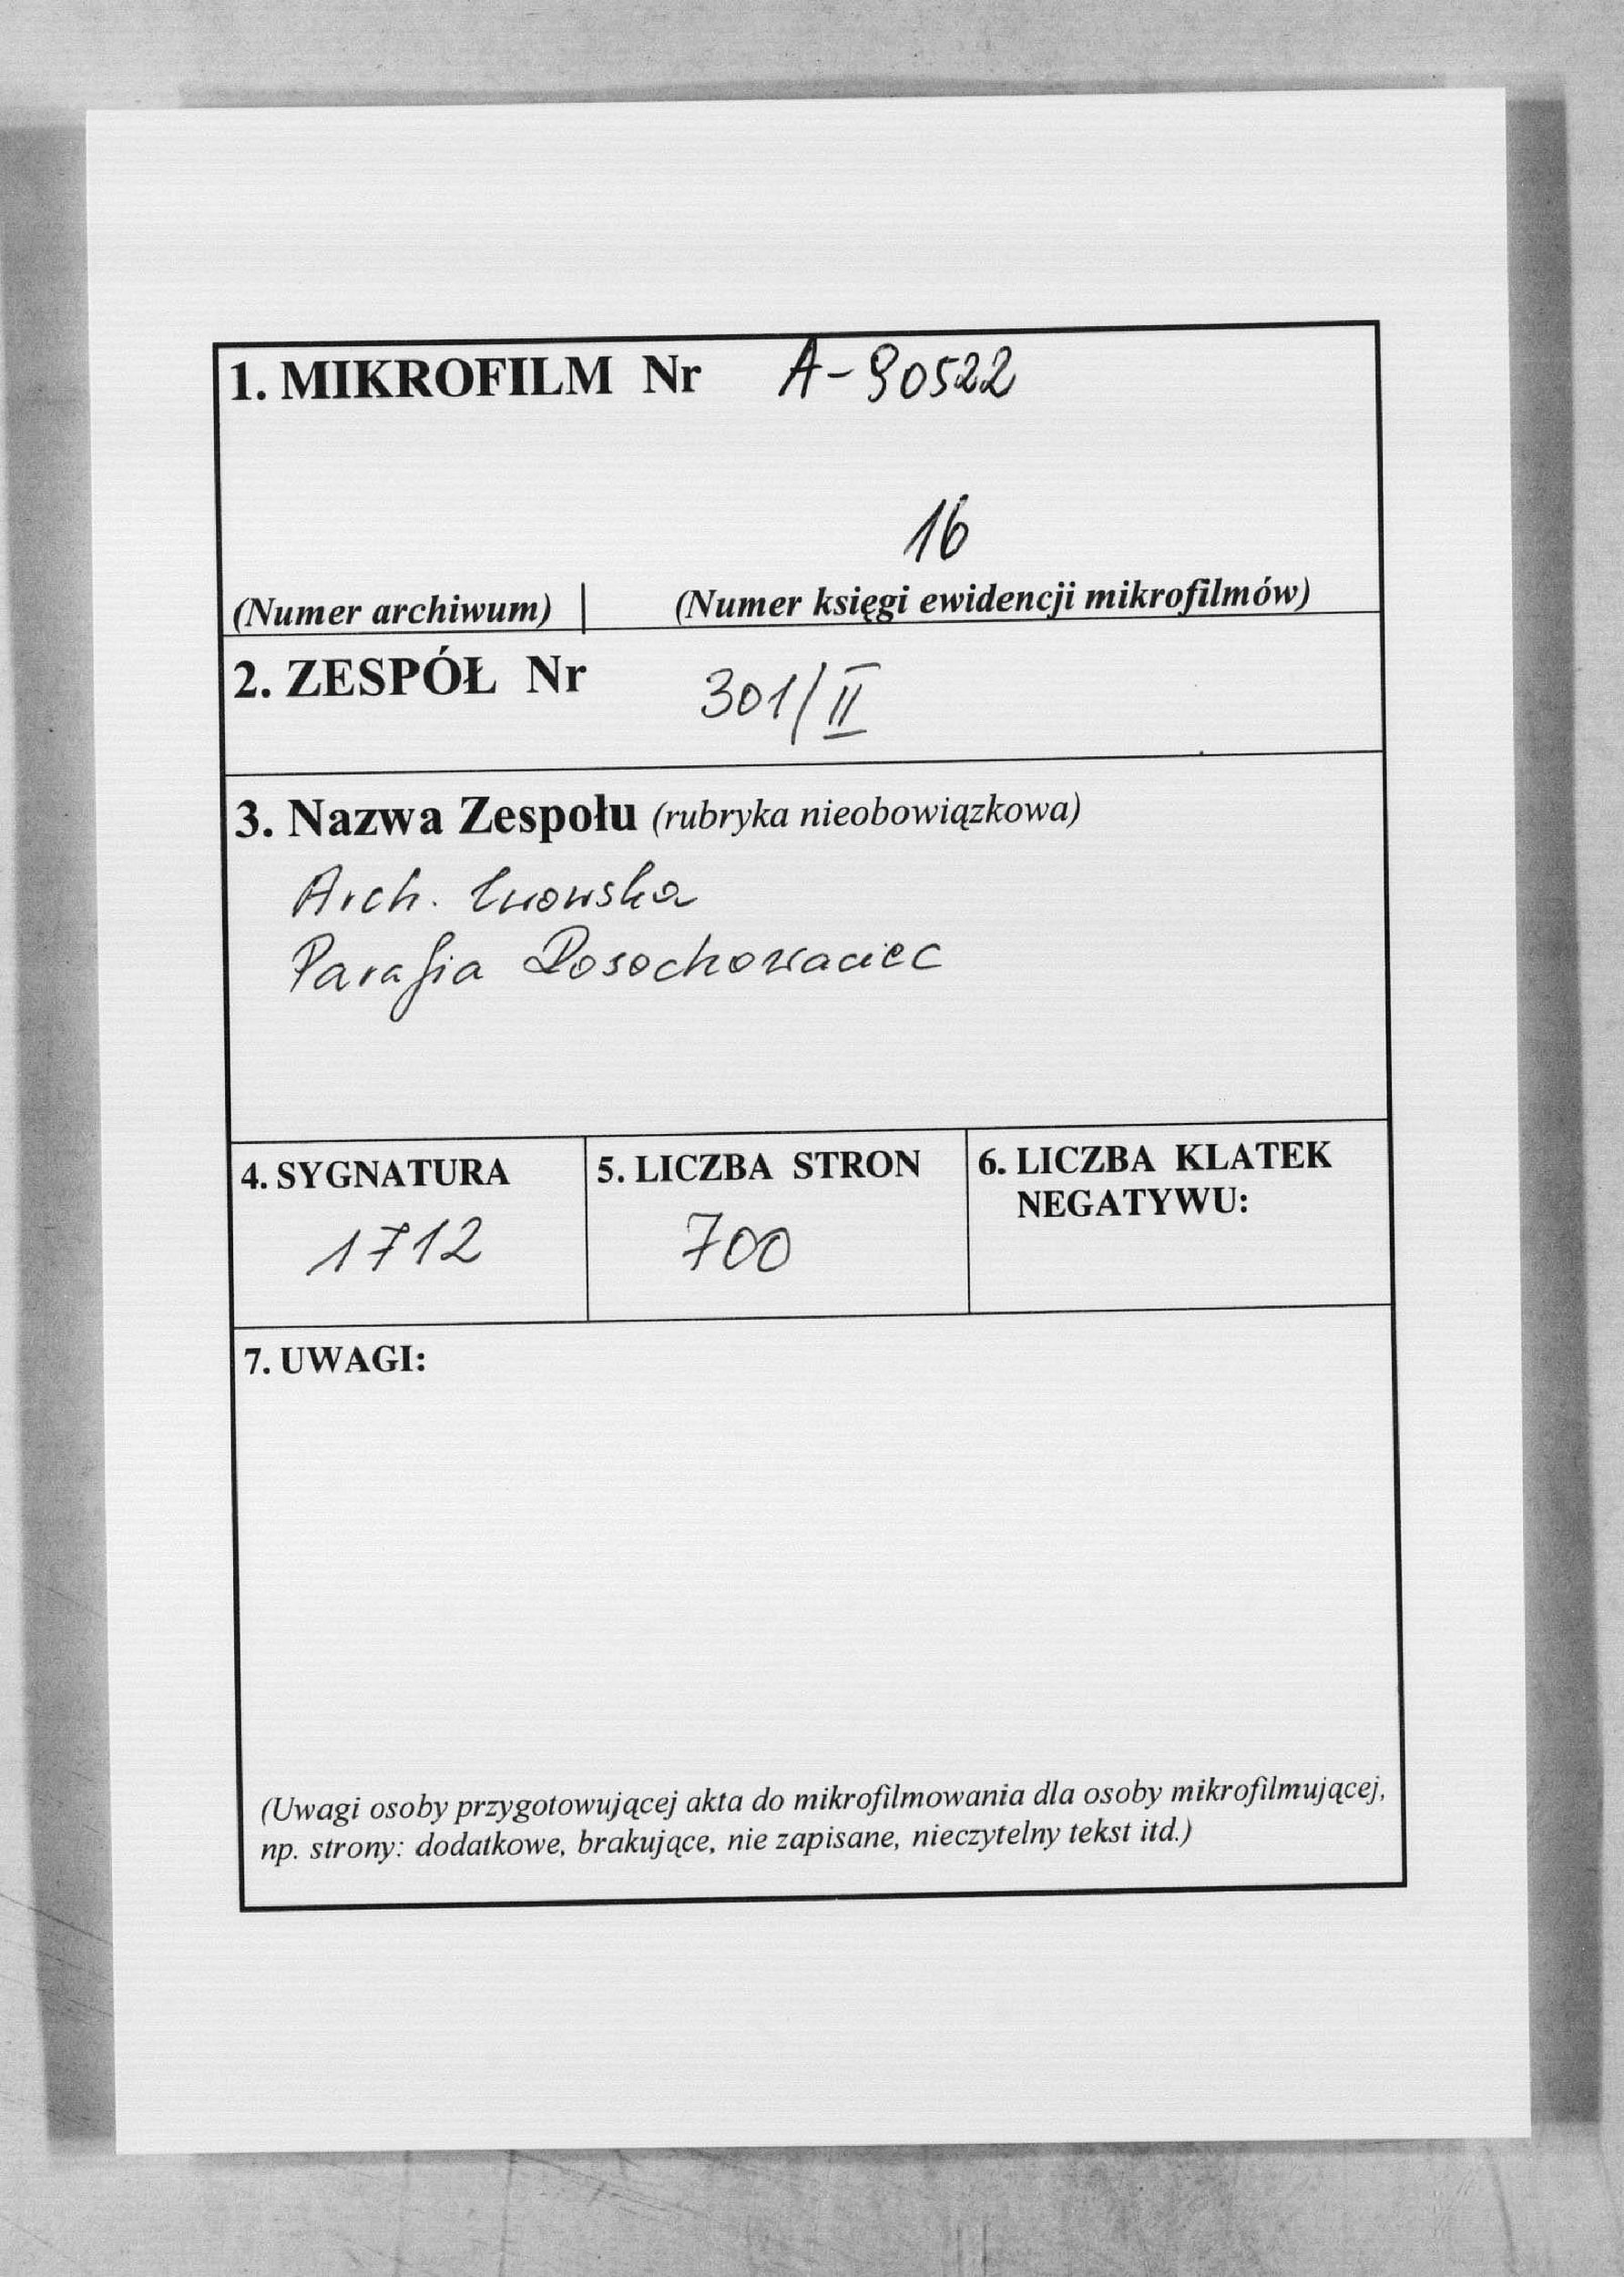 1. MIKROFILM Nr A-90522
16
(Numer archiwum) | (Numer księgi ewidencji mikrofilmów)
2. ZESPÓŁ Nr 301/II
3. Nazwa Zespołu (rubryka nieobowiązkowa)
Arch. Lwowska
Parafia Rosochowaciec
4. SYGNATURA
1712
5. LICZBA STRON
700
6. LICZBA KLATEK
NEGATYWU:
7. UWAGI:
(Uwagi osoby przygotowującej akta do mikrofilmowania dla osoby mikrofilmującej,
np. strony: dodatkowe, brakujące, nie zapisane, nieczytelny tekst itd.)